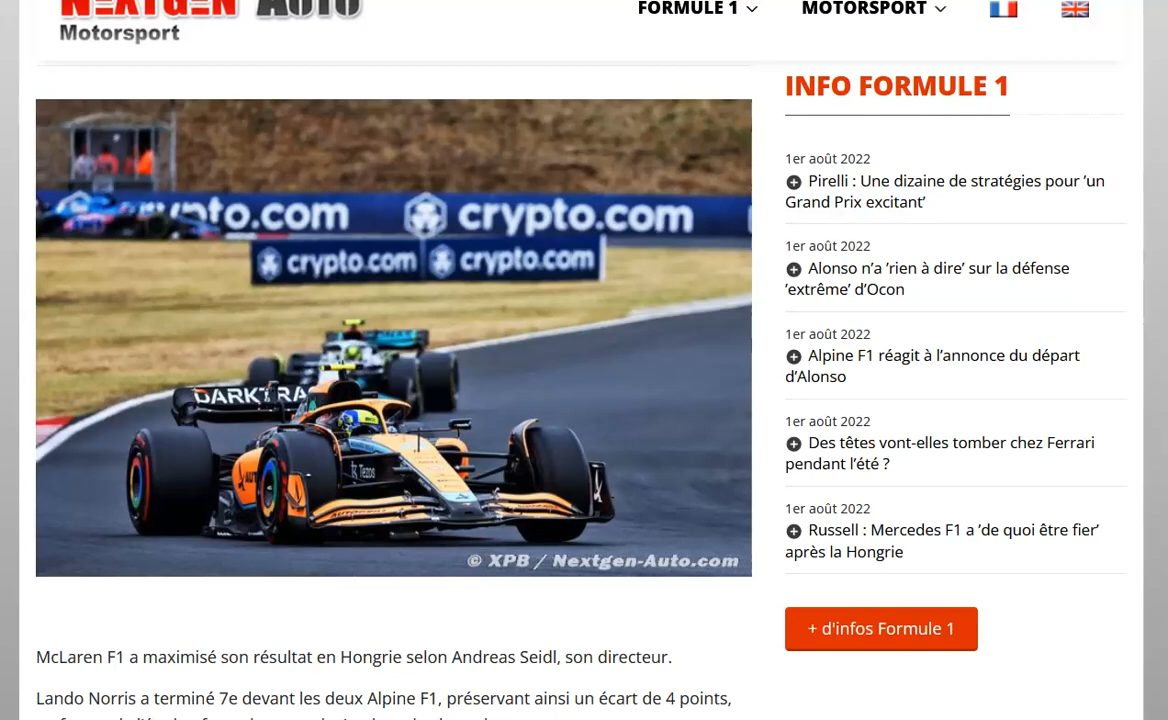 NEXTGEN AUTO
Motorsport
FORMULE 1
MOTORSPORT
INFO FORMULE 1
1er août 2022
Pirelli : Une dizaine de stratégies pour ’un
Grand Prix excitant’
1er août 2022
Alonso n’a ’rien à dire’ sur la défense
’extrême’ d’Ocon
1er août 2022
Alpine F1 réagit à l’annonce du départ
d’Alonso
1er août 2022
Des têtes vont-elles tomber chez Ferrari
pendant l’été ?
1er août 2022
Russell : Mercedes F1 a ’de quoi être fier’
après la Hongrie
+ d'infos Formule 1
crypto.com
crypto.com
crypto.com
DARKTRA
Tezos
© XPB / Nextgen-Auto.com
McLaren F1 a maximisé son résultat en Hongrie selon Andreas Seidl, son directeur.
Lando Norris a terminé 7e devant les deux Alpine F1, préservant ainsi un écart de 4 points,